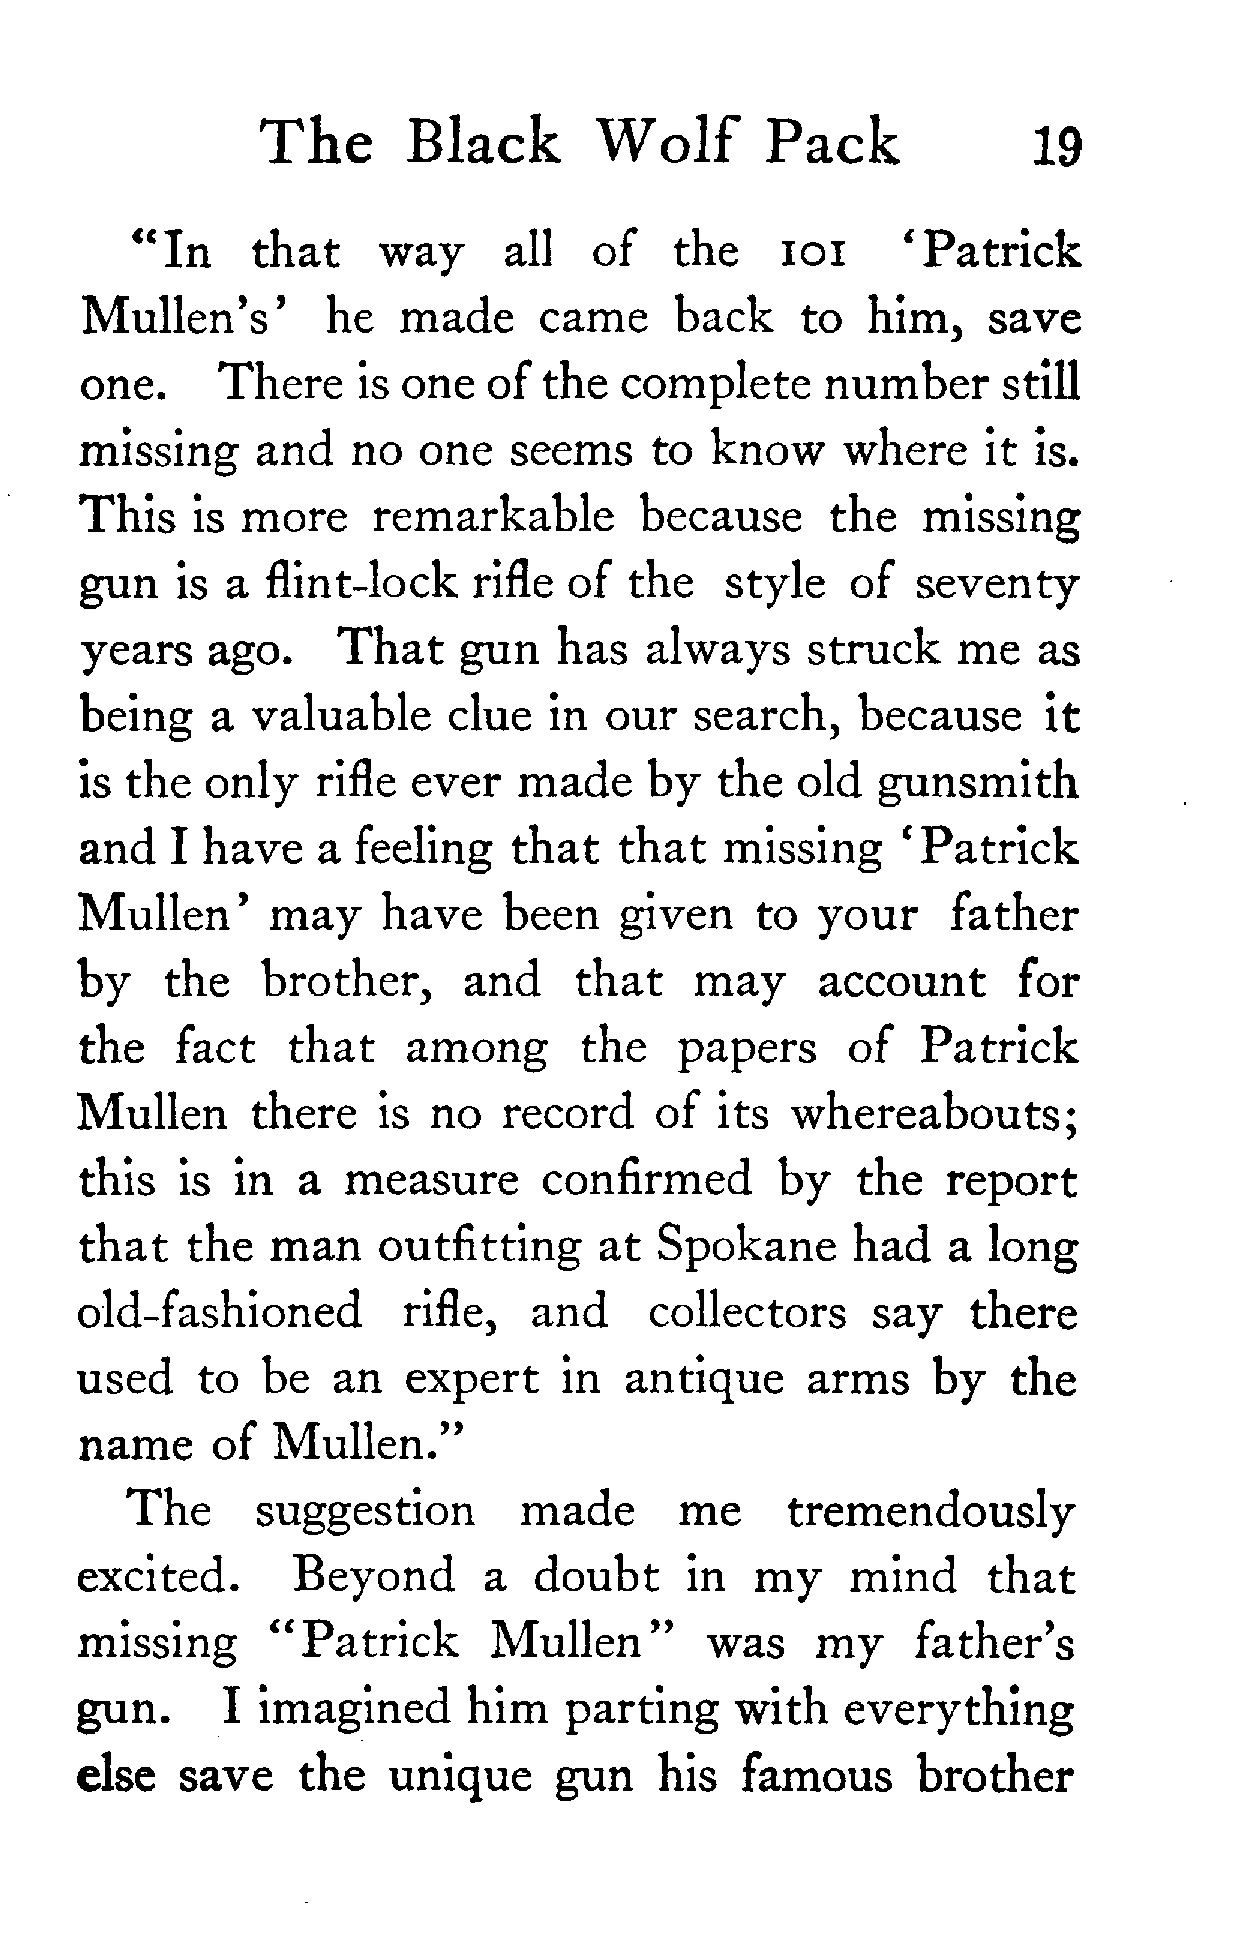 The Black Wolf Pack 19
“In that way all of the 101 ‘Patrick
Mullen’s’ he made came back to him, save
one. There is one of the complete number still
missing and no one seems to know where it is.
This is more remarkable because the missing
gun is a flint-lock rifle of the style of seventy
years ago. That gun has always struck me as
being a valuable clue in our search, because it
is the only rifle ever made by the old gunsmith
and I have a feeling that that missing ‘Patrick
Mullen’ may have been given to your father
by the brother, and that may account for
the fact that among the papers of Patrick
Mullen there is no record of its whereabouts;
this is in a measure confirmed by the report
that the man outfitting at Spokane had a long
old-fashioned rifle, and collectors say there
used to be an expert in antique arms by the
name of Mullen.”
The suggestion made me tremendously
excited. Beyond a doubt in my mind that
missing “Patrick Mullen” was my father’s
gun. I imagined him parting with everything
else save the unique gun his famous brother